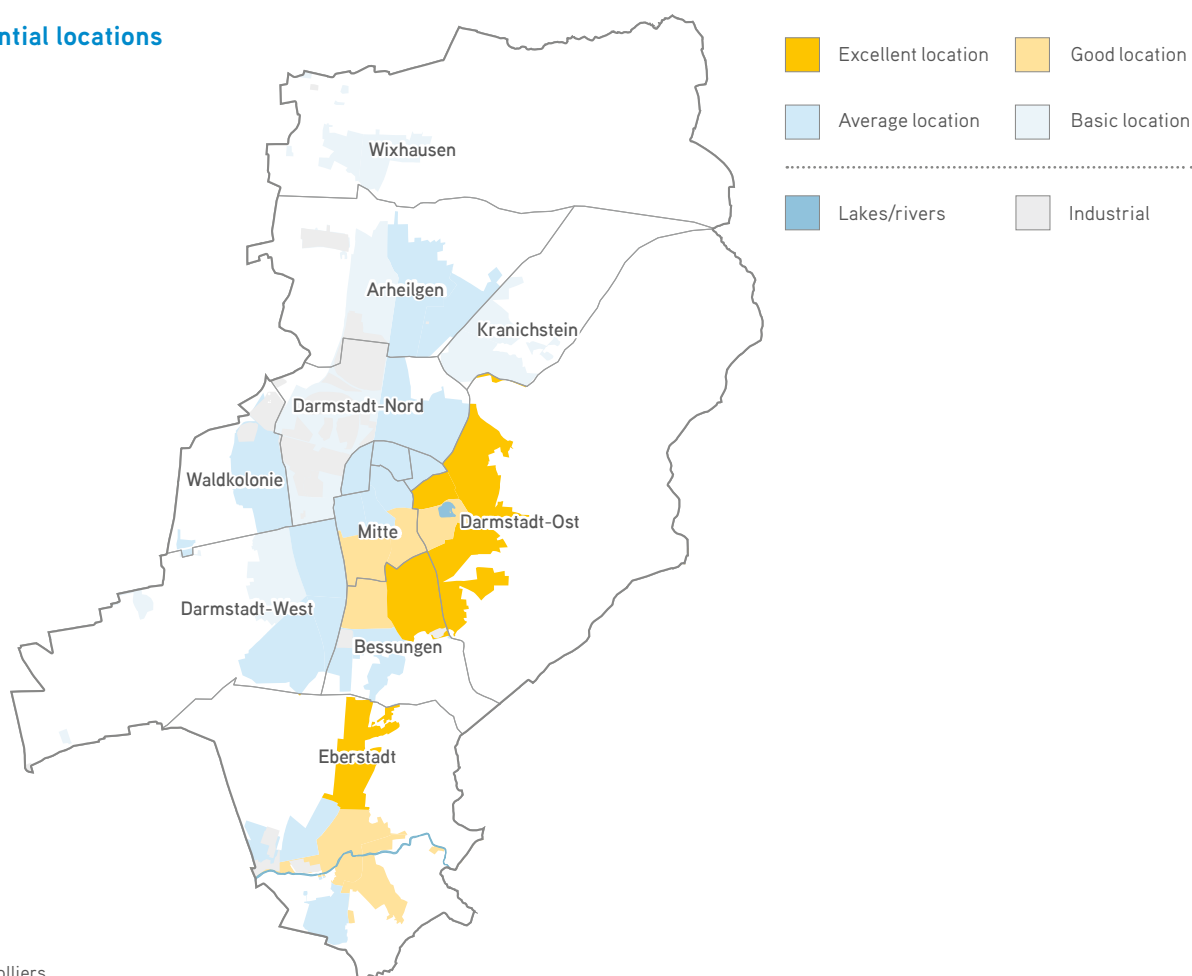 ntial locations
Excellent location
Good location
Average location
Basic location
Lakes/rivers
Industrial
Wixhausen
Arheilgen
Kranichstein
Darmstadt-Nord
Waldkolonie
Mitte
Darmstadt-Ost
Darmstadt-West
Bessungen
Eberstadt
olliers